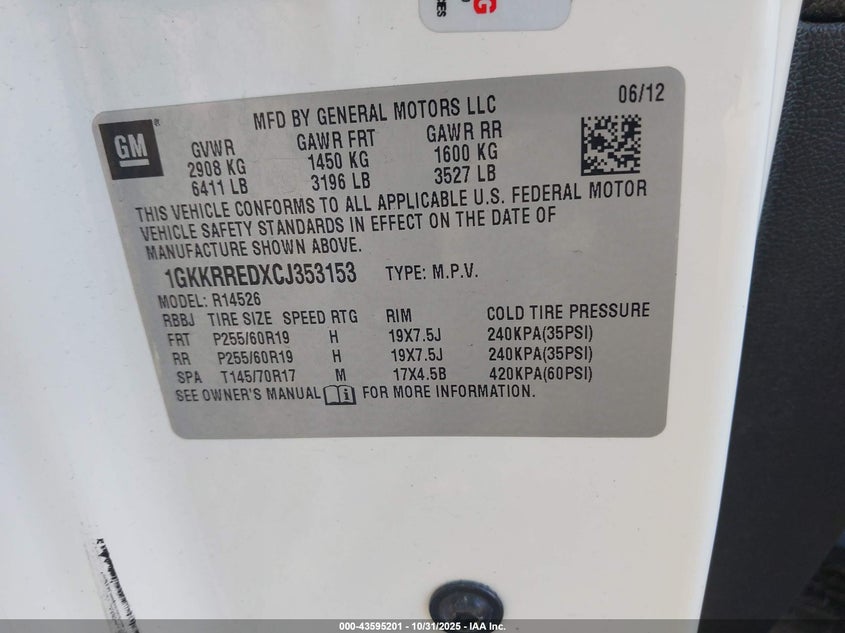 G
IES
GM
MFD BY GENERAL MOTORS LLC 06/12
GVWR GAWR FRT GAWR RR
2908 KG 1450 KG 1600 KG
6411 LB 3196 LB 3527 LB
THIS VEHICLE CONFORMS TO ALL APPLICABLE U.S. FEDERAL MOTOR
VEHICLE SAFETY STANDARDS IN EFFECT ON THE DATE OF
MANUFACTURE SHOWN ABOVE.
1GKKRREDXCJ353153 TYPE: M.P.V.
MODEL: R14526
RBBJ TIRE SIZE SPEED RTG RIM COLD TIRE PRESSURE
FRT P255/60R19 H 19X7.5J 240KPA(35PSI)
RR P255/60R19 H 19X7.5J 240KPA(35PSI)
SPA T145/70R17 M 17X4.5B 420KPA(60PSI)
SEE OWNER'S MANUAL i FOR MORE INFORMATION.
000-43595201 - 10/31/2025 - IAA Inc.